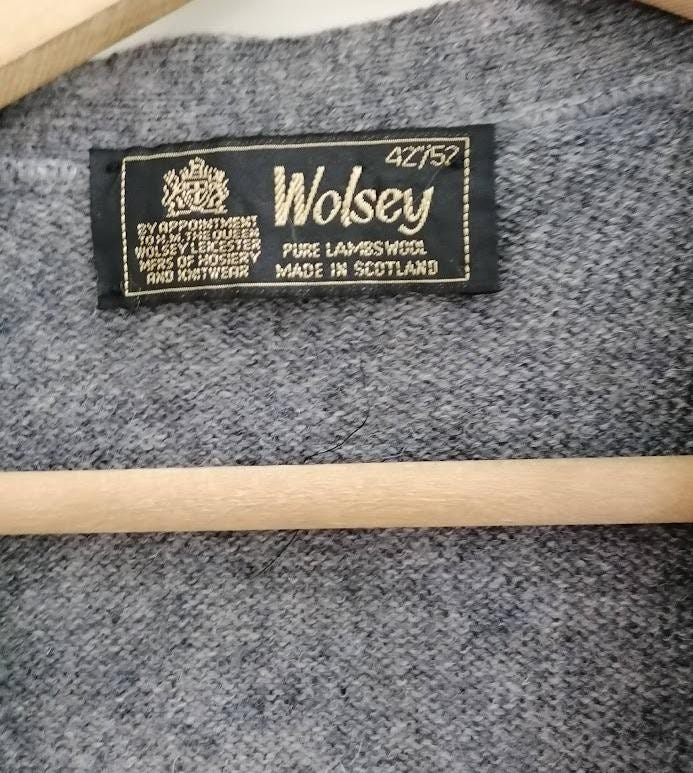 42"/52
Wolsey
BY APPOINTMENT
TO H.M. THE QUEEN
WOLSEY LEICESTER
MFRS OF HOSIERY
AND KNITWEAR
PURE LAMBSWOOL
MADE IN SCOTLAND